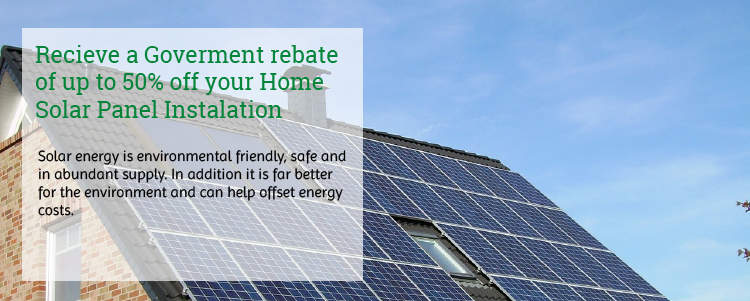 Recieve a Goverment rebate
of up to 50% off your Home
Solar Panel Instalation
Solar energy is environmental friendly, safe and
in abundant supply. In addition it is far better
for the environment and can help offset energy
costs.